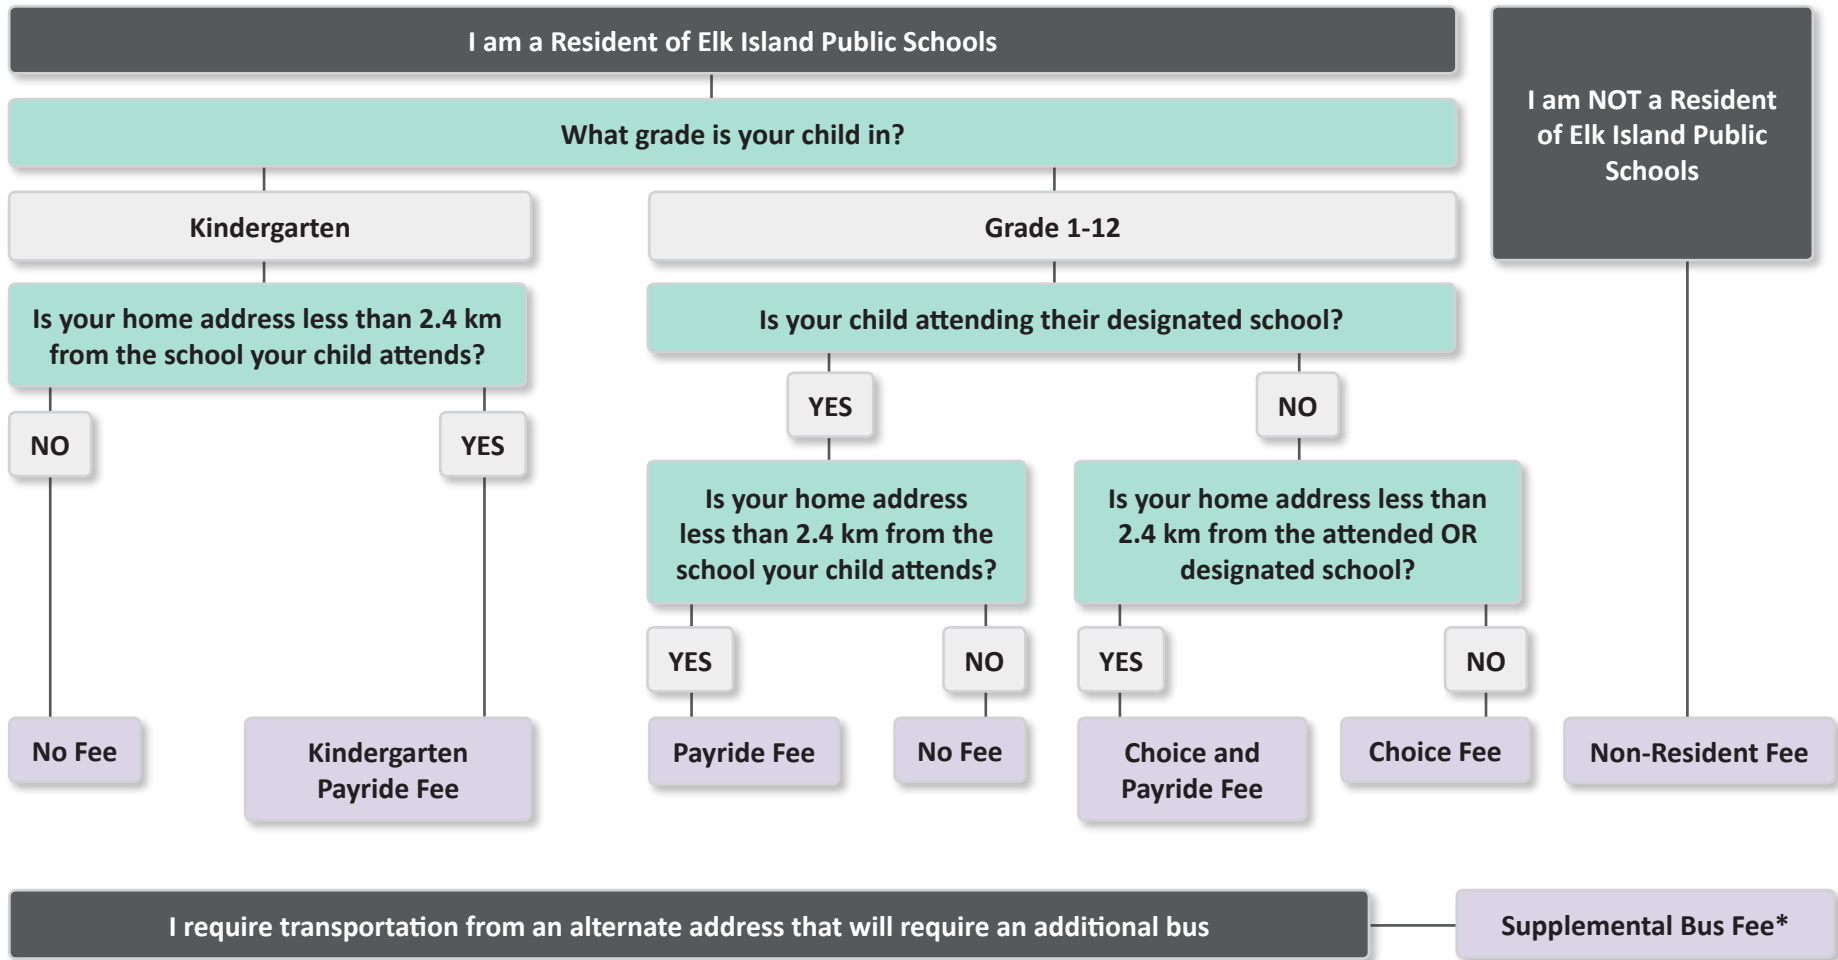 I am a Resident of Elk Island Public Schools
I am NOT a Resident
of Elk Island Public
Schools
What grade is your child in?
Kindergarten
Grade 1-12
Is your home address less than 2.4 km
from the school your child attends?
Is your child attending their designated school?
NO
YES
YES
NO
Is your home address
less than 2.4 km from the
school your child attends?
Is your home address less than
2.4 km from the attended OR
designated school?
YES
NO
YES
NO
No Fee
Kindergarten
Payride Fee
Payride Fee
No Fee
Choice and
Payride Fee
Choice Fee
Non-Resident Fee
I require transportation from an alternate address that will require an additional bus
Supplemental Bus Fee*